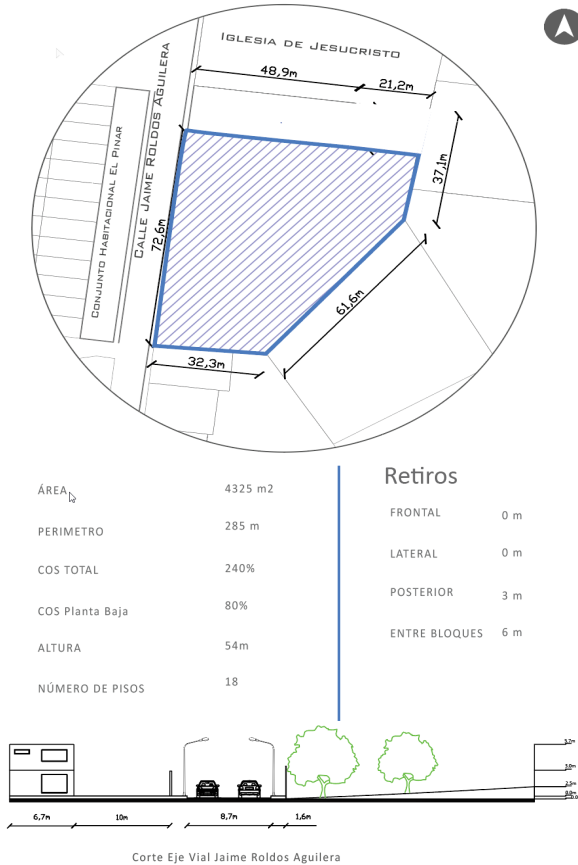 IGLESIA DE JESUCRISTO
48,9m
21,2m
CALLE JAIME ROLDOS AGUILERA
CONJUNTO HABITACIONAL EL PINAR
72,6m
37,1m
61,6m
32,3m
ÁREA 4325 m2
PERIMETRO 285 m
COS TOTAL 240%
COS Planta Baja 80%
ALTURA 54m
NÚMERO DE PISOS 18
Retiros
FRONTAL 0 m
LATERAL 0 m
POSTERIOR 3 m
ENTRE BLOQUES 6 m
2.5m
6,7m 10m 8,7m 1,6m
Corte Eje Vial Jaime Roldos Aguilera